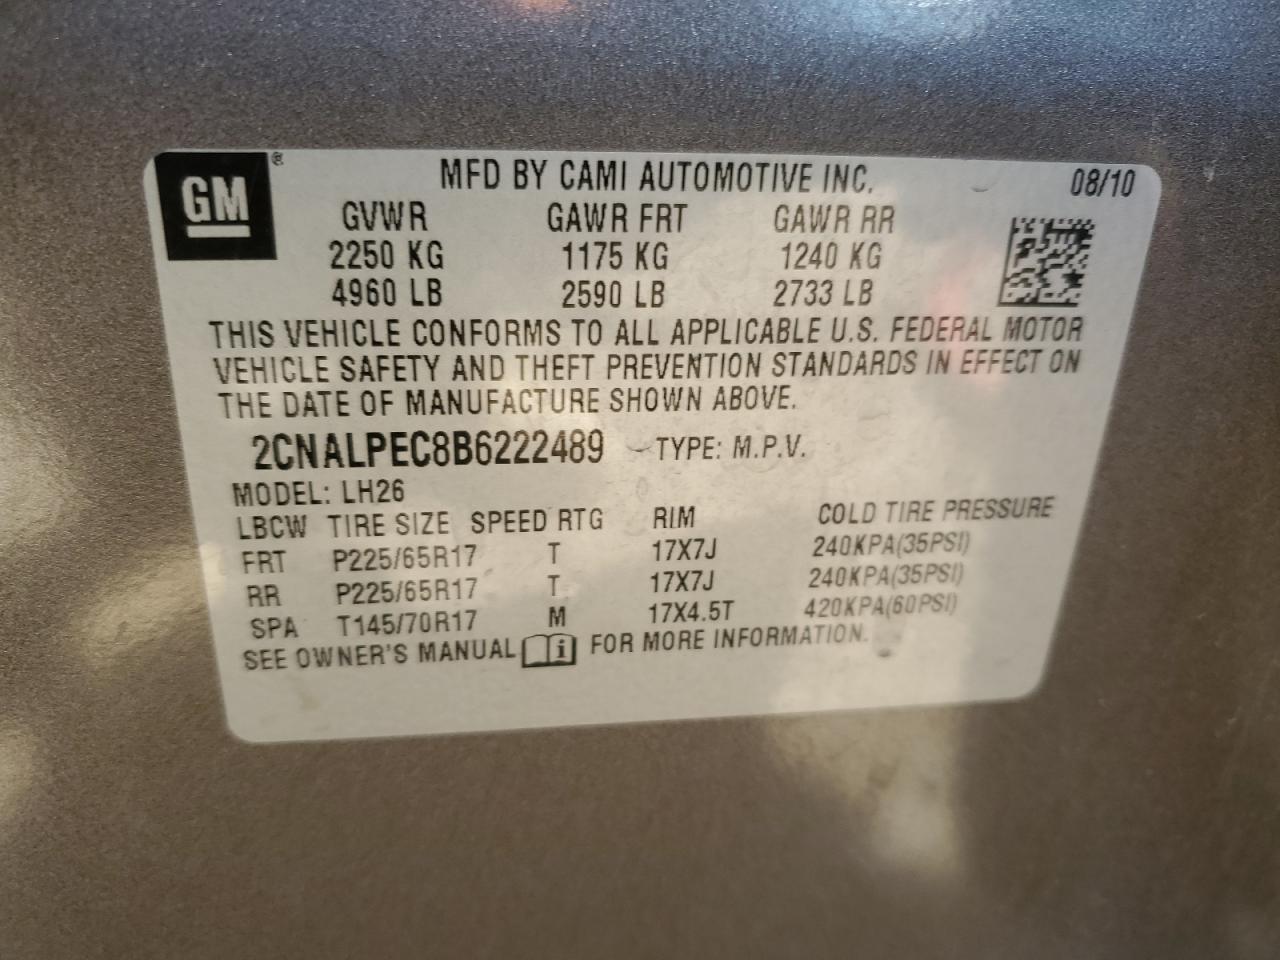 GM ®
MFD BY CAMI AUTOMOTIVE INC. 08/10
GVWR GAWR FRT GAWR RR
2250 KG 1175 KG 1240 KG
4960 LB 2590 LB 2733 LB
THIS VEHICLE CONFORMS TO ALL APPLICABLE U.S. FEDERAL MOTOR
VEHICLE SAFETY AND THEFT PREVENTION STANDARDS IN EFFECT ON
THE DATE OF MANUFACTURE SHOWN ABOVE.
2CNALPEC8B6222489 TYPE: M.P.V.
MODEL: LH26
LBCW TIRE SIZE SPEED RTG RIM COLD TIRE PRESSURE
FRT P225/65R17 T 17X7J 240KPA(35PSI)
RR P225/65R17 T 17X7J 240KPA(35PSI)
SPA T145/70R17 M 17X4.5T 420KPA(60PSI)
SEE OWNER'S MANUAL i FOR MORE INFORMATION.